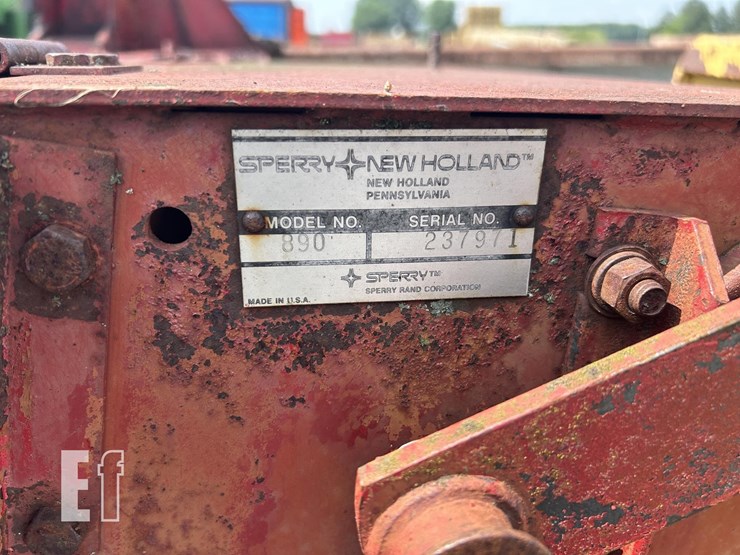 SPERRY NEW HOLLAND™
NEW HOLLAND
PENNSYLVANIA
MODEL NO. SERIAL NO.
890 237971
SPERRY™
SPERRY RAND CORPORATION
MADE IN U.S.A.
Ef